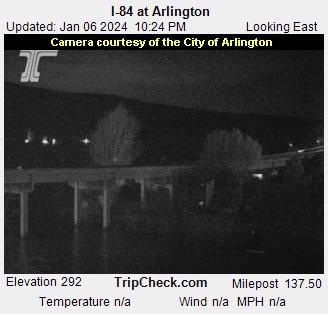 I-84 at Arlington
Updated: Jan 06 2024 10:24 PM Looking East
Camera courtesy of the City of Arlington
Elevation 292 TripCheck.com Milepost 137.50
Temperature n/a Wind n/a MPH n/a